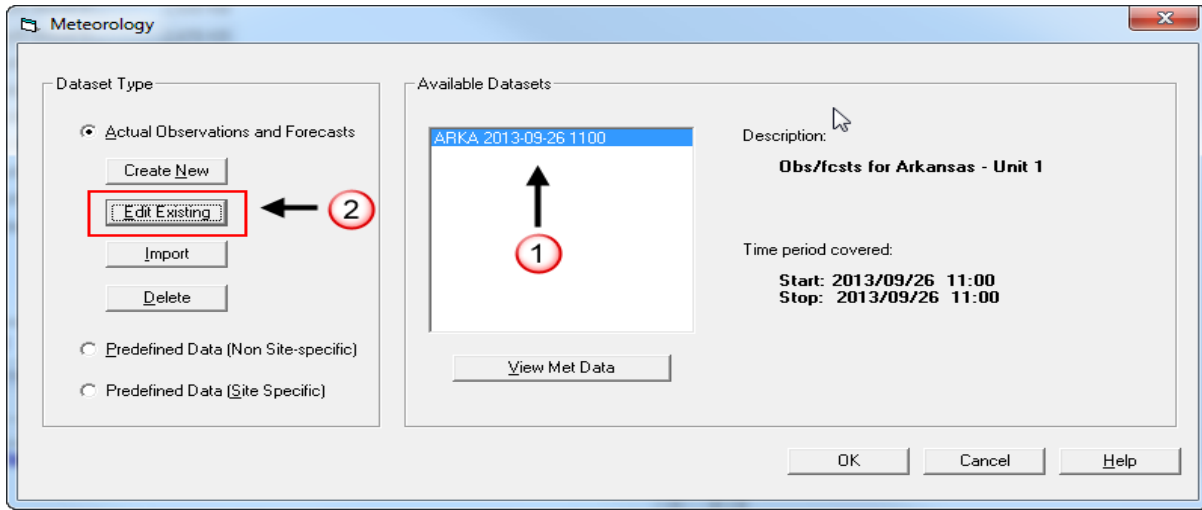 Meteorology
Dataset Type
Actual Observations and Forecasts
Create New
Edit Existing
Import
Delete
Predefined Data (Non Site-specific)
Predefined Data (Site Specific)
2
Available Datasets
ARKA 2013-09-26 1100
1
View Met Data
Description:
Obs/fcsts for Arkansas - Unit 1
Time period covered:
Start: 2013/09/26 11:00
Stop: 2013/09/26 11:00
OK
Cancel
Help